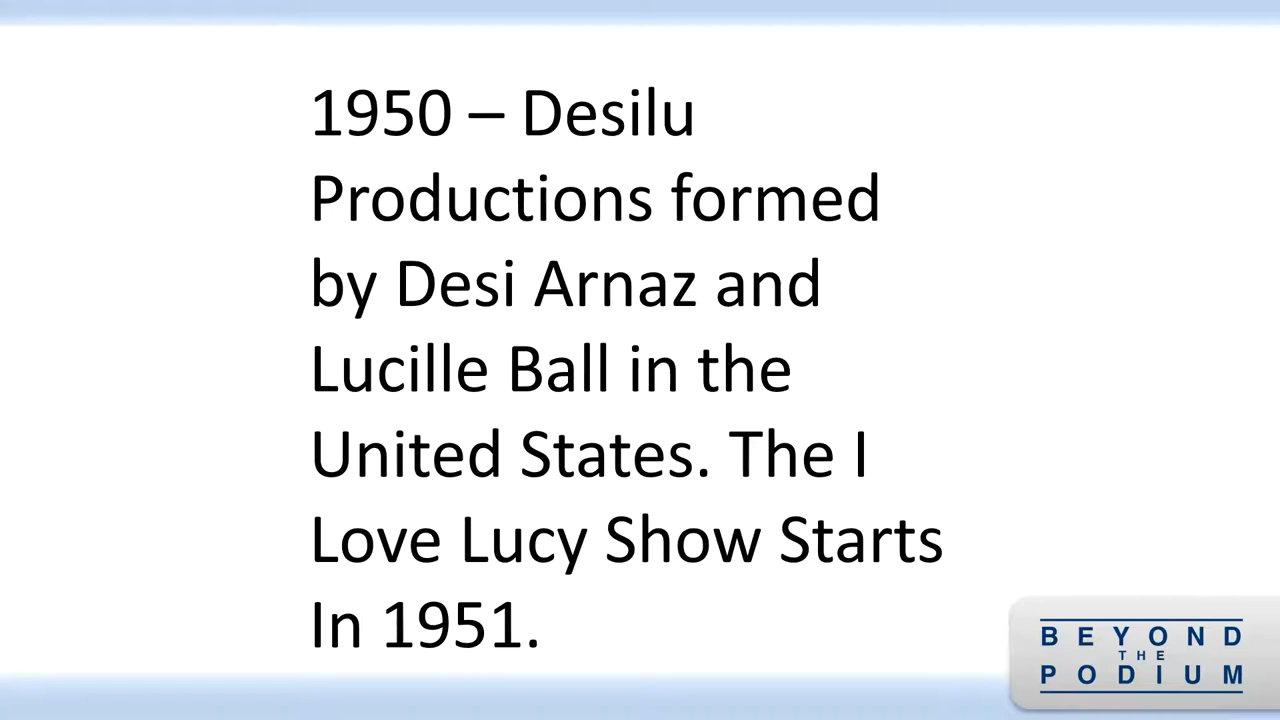 1950 – Desilu
Productions formed
by Desi Arnaz and
Lucille Ball in the
United States. The I
Love Lucy Show Starts
In 1951.
BEYOND
THE
PODIUM